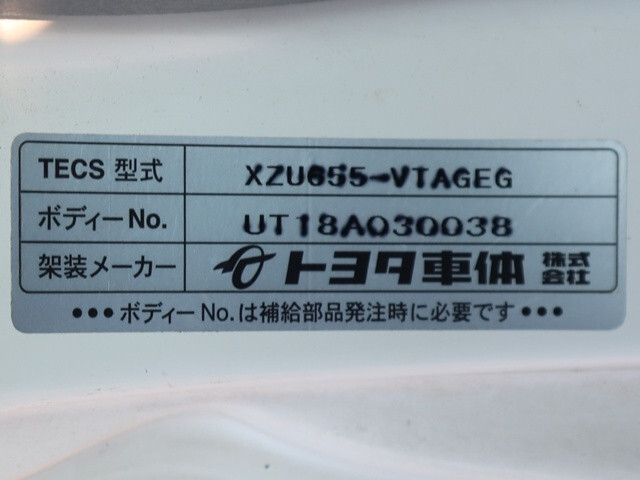 TECS 型式 XZU655-VTAGEG
ボディーNo. UT18A030038
架装メーカー トヨタ車体 株式会社
•••ボディーNo.は補給部品発注時に必要です•••